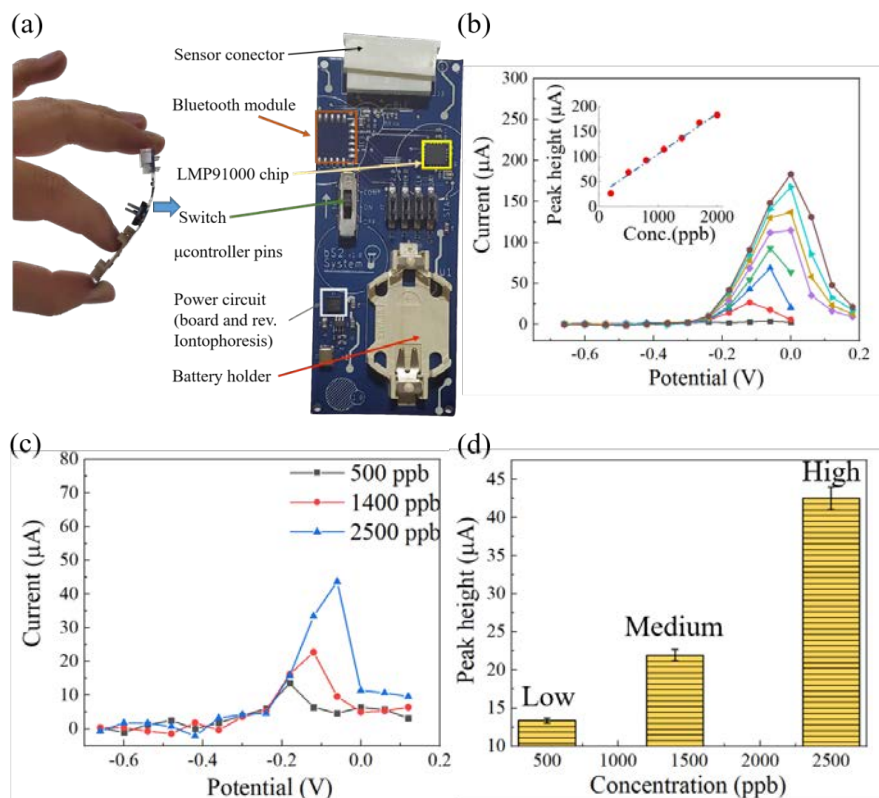 (a)
Sensor conector
Bluetooth module
LMP91000 chip
Switch
µcontroller pins
Power circuit
(board and rev.
Iontophoresis)
Battery holder
bS2 v1.0
System
(b)
300
250
200
150
100
50
0
Current (µA)
-0.6 -0.4 -0.2 0.0 0.2
Potential (V)
200
150
100
50
0
Peak height (µA)
0 1000 2000
Conc.(ppb)
(c)
80
70
60
50
40
30
20
10
0
Current (µA)
500 ppb
1400 ppb
2500 ppb
-0.6 -0.4 -0.2 0.0 0.2
Potential (V)
(d)
45
40
35
30
25
20
15
10
Peak height (µA)
Low
Medium
High
500 1000 1500 2000 2500
Concentration (ppb)